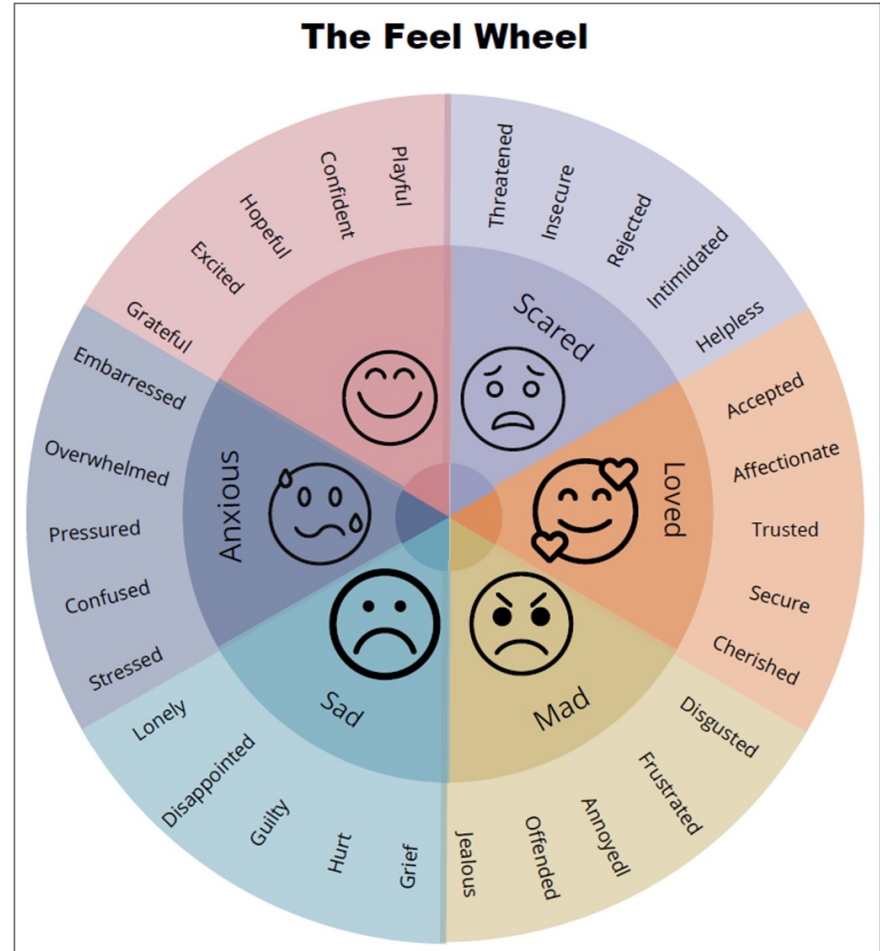 The Feel Wheel
Threatened
Insecure
Rejected
Intimidated
Helpless
Scared
Accepted
Affectionate
Trusted
Secure
Cherished
Loved
Disgusted
Frustrated
Annoyedl
Offended
Jealous
Mad
Grief
Hurt
Guilty
Disappointed
Lonely
Sad
Stressed
Confused
Pressured
Overwhelmed
Embarressed
Anxious
Grateful
Excited
Hopeful
Confident
Playful